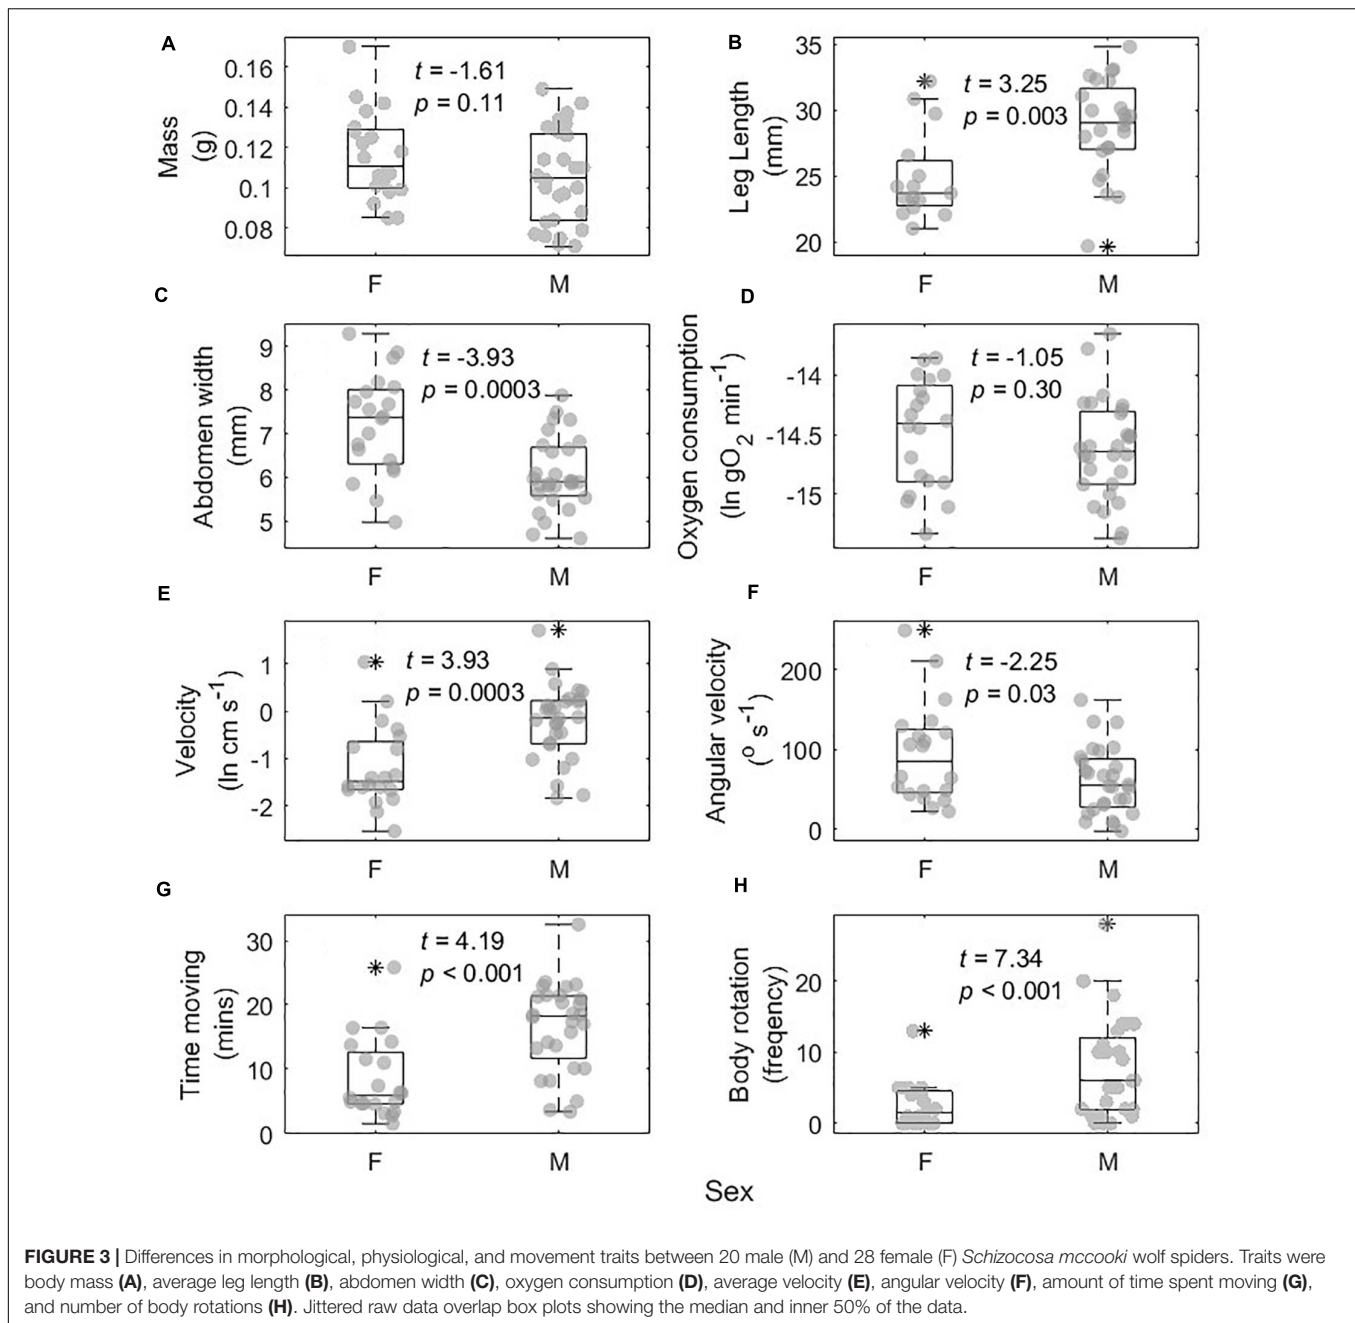 A
t = -1.61
p = 0.11
0.16
0.14
0.12
0.1
0.08
Mass
(g)
F
M
B
t = 3.25
p = 0.003
35
30
25
20
Leg Length
(mm)
F
M
C
t = -3.93
p = 0.0003
9
8
7
6
5
Abdomen width
(mm)
F
M
D
t = -1.05
p = 0.30
-14
-14.5
-15
Oxygen consumption
(ln gO2 min-1)
F
M
E
t = 3.93
p = 0.0003
1
0
-1
-2
Velocity
(ln cm s-1)
F
M
F
t = -2.25
p = 0.03
200
100
0
Angular velocity
(o s-1)
F
M
G
t = 4.19
p < 0.001
30
20
10
0
Time moving
(mins)
F
M
H
t = 7.34
p < 0.001
20
10
0
Body rotation
(freqency)
F
M
Sex
FIGURE 3 | Differences in morphological, physiological, and movement traits between 20 male (M) and 28 female (F) Schizocosa mccooki wolf spiders. Traits were
body mass (A), average leg length (B), abdomen width (C), oxygen consumption (D), average velocity (E), angular velocity (F), amount of time spent moving (G),
and number of body rotations (H). Jittered raw data overlap box plots showing the median and inner 50% of the data.